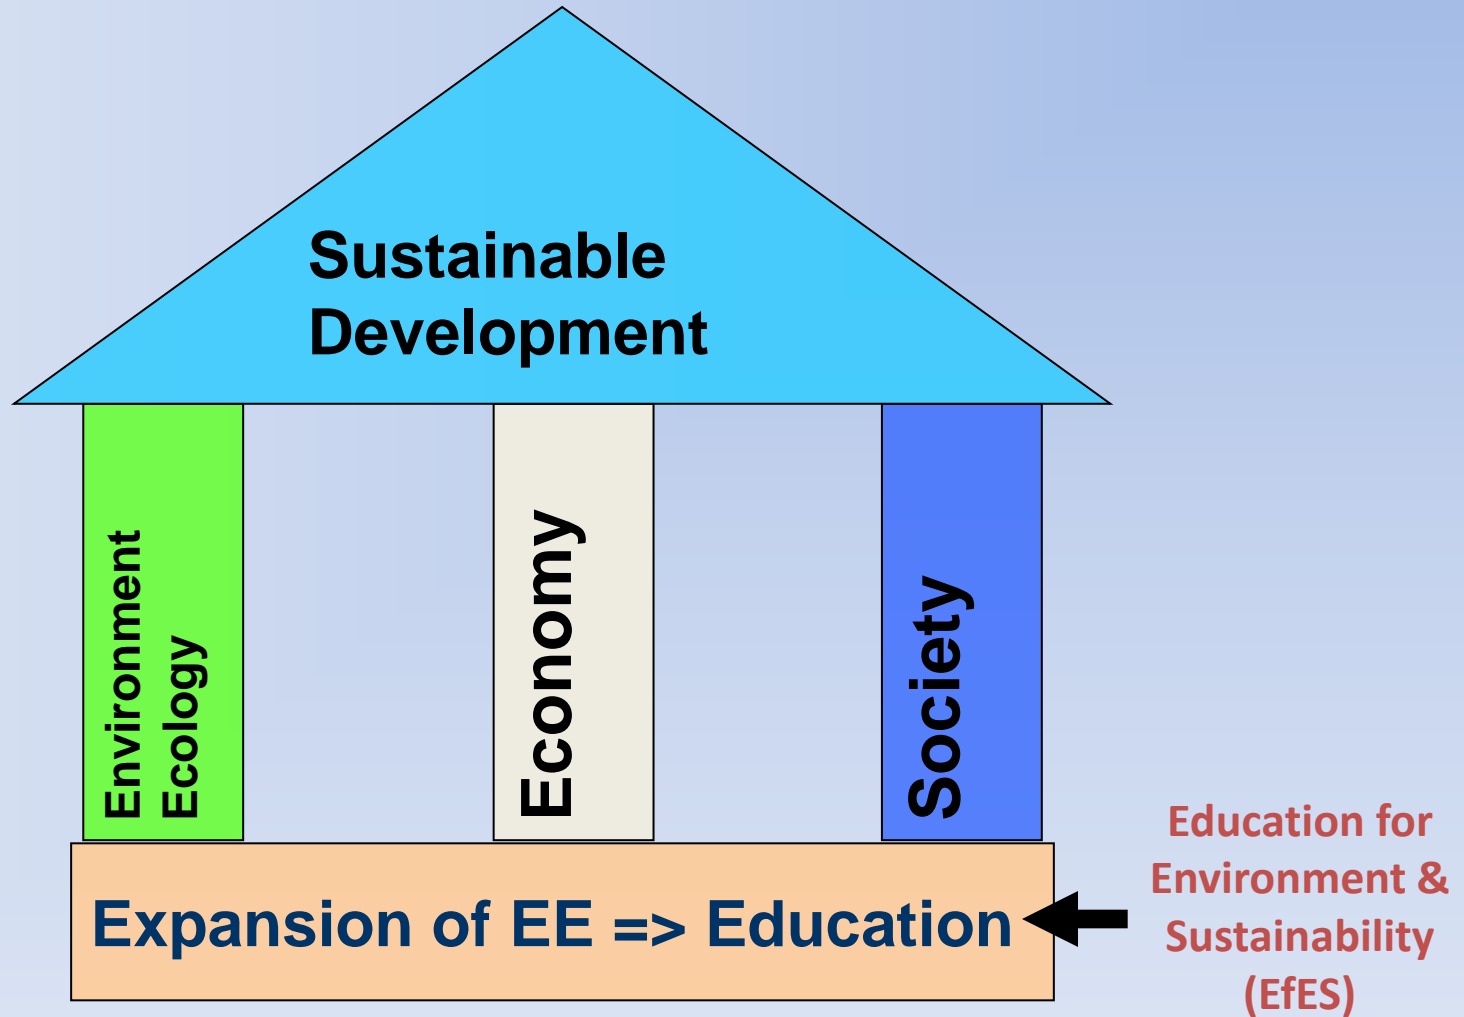 Sustainable
Development
Environment
Ecology
Economy
Society
Expansion of EE => Education
Education for
Environment &
Sustainability
(EfES)